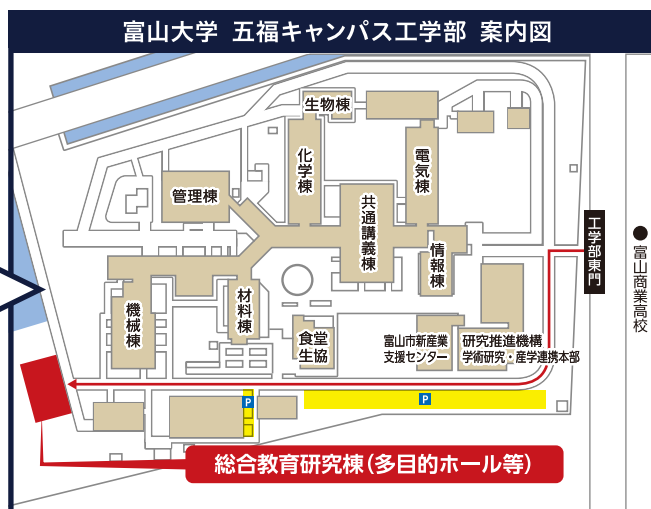 富山大学 五福キャンパス工学部 案内図
生物棟
化学棟
電気棟
管理棟
共通講義棟
情報棟
工学部東門
●富山商業高校
機械棟
材料棟
食堂
生協
富山市新産業
支援センター
研究推進機構
学術研究・産学連携本部
P
P
総合教育研究棟(多目的ホール等)